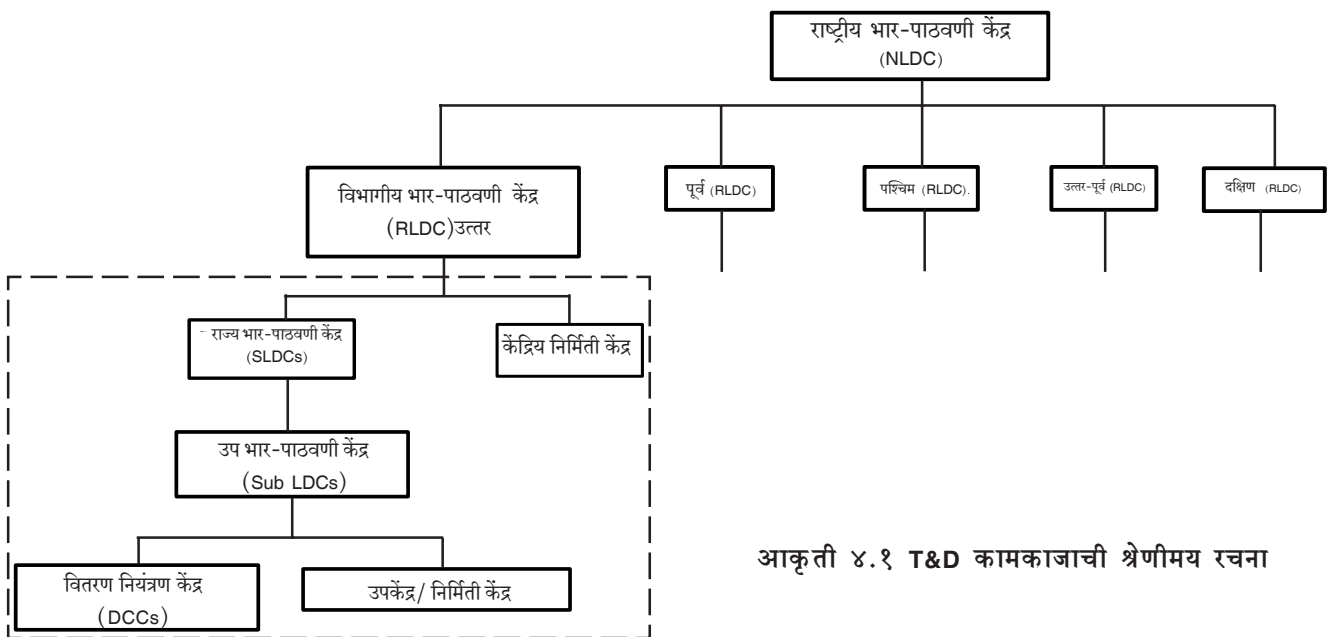 राष्ट्रीय भार-पाठवणी केंद्र
(NLDC)
विभागीय भार-पाठवणी केंद्र
(RLDC)उत्तर
पूर्व (RLDC)
पश्चिम (RLDC).
उत्तर-पूर्व (RLDC)
दक्षिण (RLDC)
राज्य भार-पाठवणी केंद्र
(SLDCs)
केंद्रिय निर्मिती केंद्र
उप भार-पाठवणी केंद्र
(Sub LDCs)
वितरण नियंत्रण केंद्र
(DCCs)
उपकेंद्र/ निर्मिती केंद्र
आकृती ४.१ T&D कामकाजाची श्रेणीमय रचना